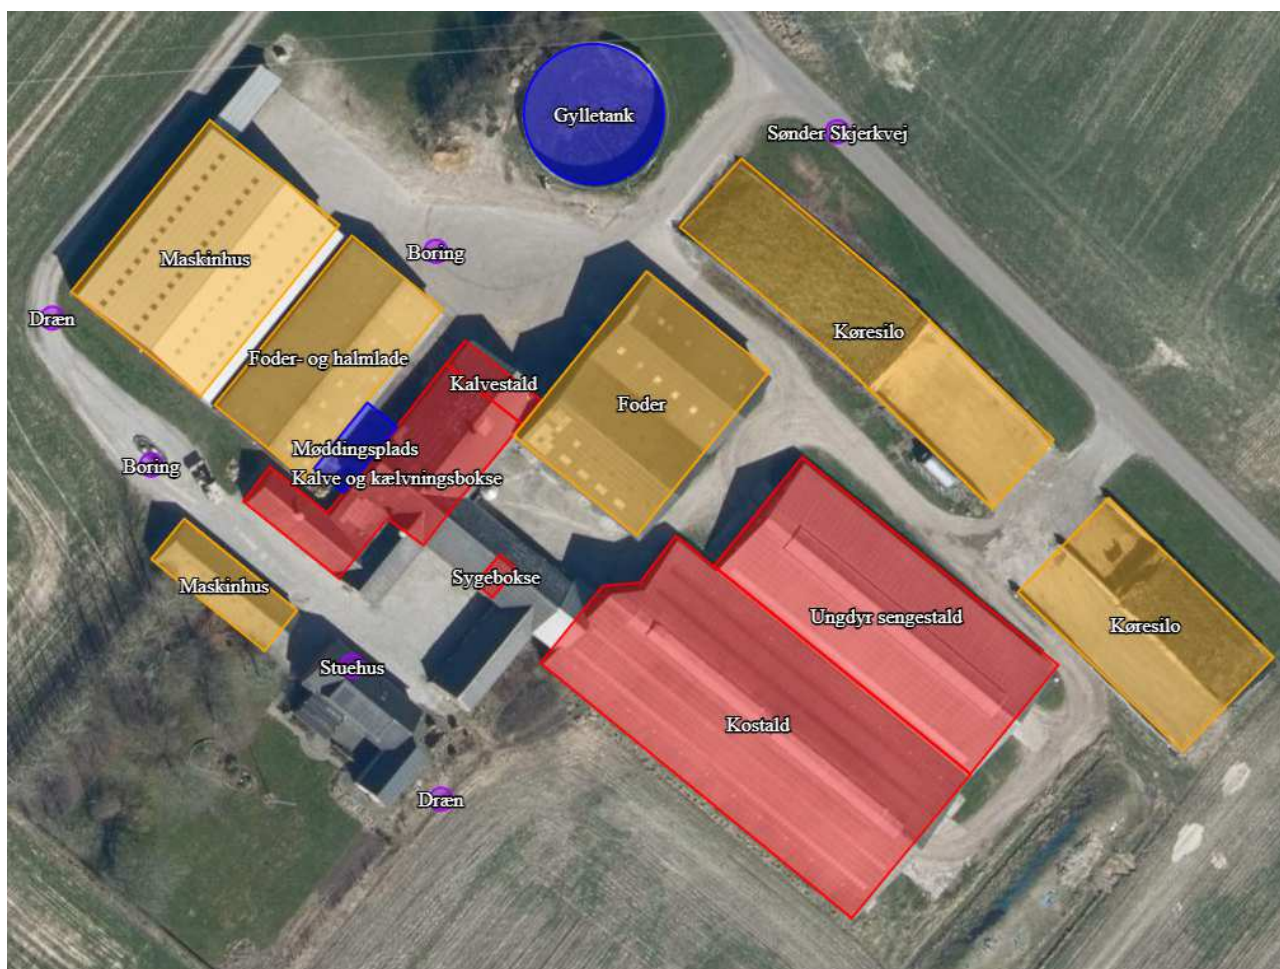 Gylletank
Sønder Skjerkvej
Boring
Maskinhus
Dræn
Køresilo
Foder- og halmlade
Kalvestald
Foder
Møddingsplads
Boring
Kalve og kælvningsbokse
Sygebokse
Maskinhus
Ungdyr sengestald
Køresilo
Stuehus
Kostald
Dræn